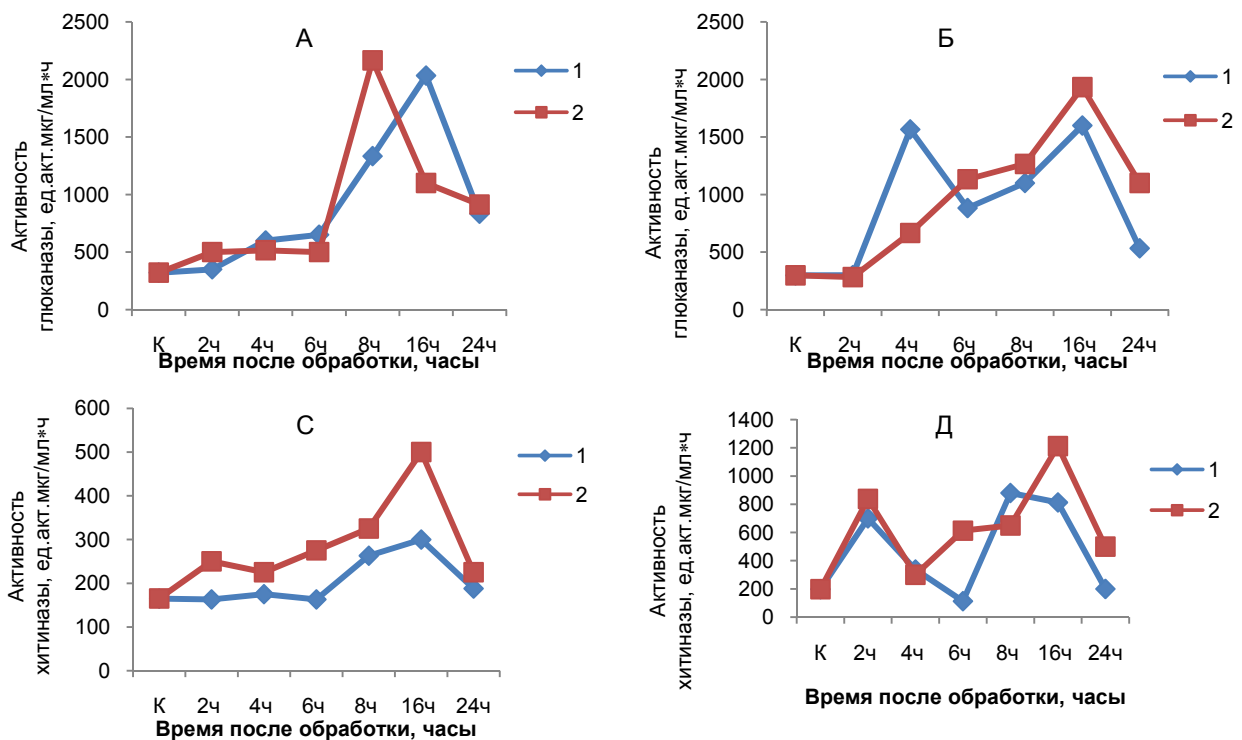 А
Активность
глюканазы, ед.акт.мкг/мл*ч
2500
2000
1500
1000
500
0
К 2ч 4ч 6ч 8ч 16ч 24ч
Время после обработки, часы
1
2
Б
Активность
глюканазы, ед.акт.мкг/мл*ч
2500
2000
1500
1000
500
0
К 2ч 4ч 6ч 8ч 16ч 24ч
Время после обработки, часы
1
2
С
Активность
хитиназы, ед.акт.мкг/мл*ч
600
500
400
300
200
100
0
К 2ч 4ч 6ч 8ч 16ч 24ч
Время после обработки, часы
1
2
Д
Активность
хитиназы, ед.акт.мкг/мл*ч
1400
1200
1000
800
600
400
200
0
К 2ч 4ч 6ч 8ч 16ч 24ч
Время после обработки, часы
1
2